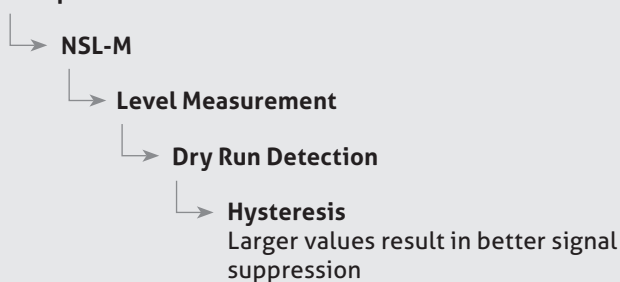 NSL-M
Level Measurement
Dry Run Detection
Hysteresis
Larger values result in better signal
suppression